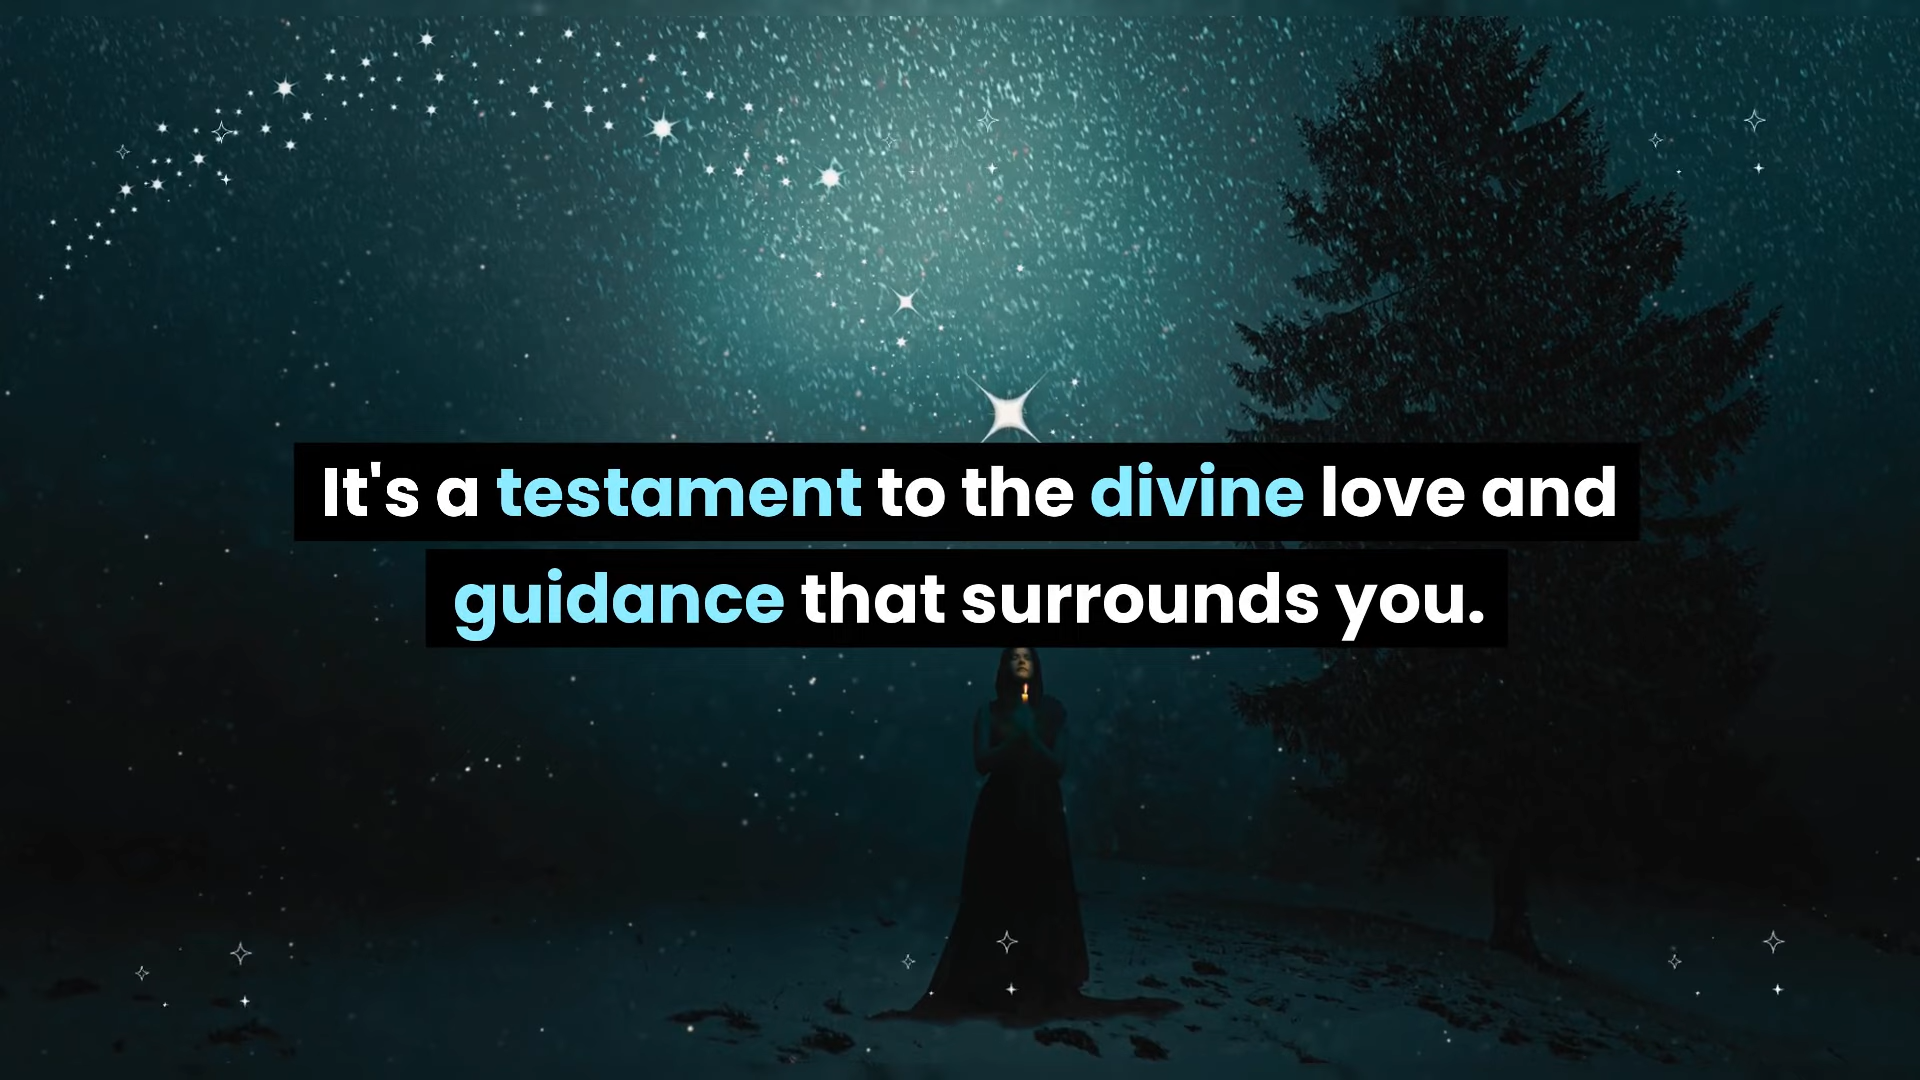 It's a testament to the divine love and
guidance that surrounds you.